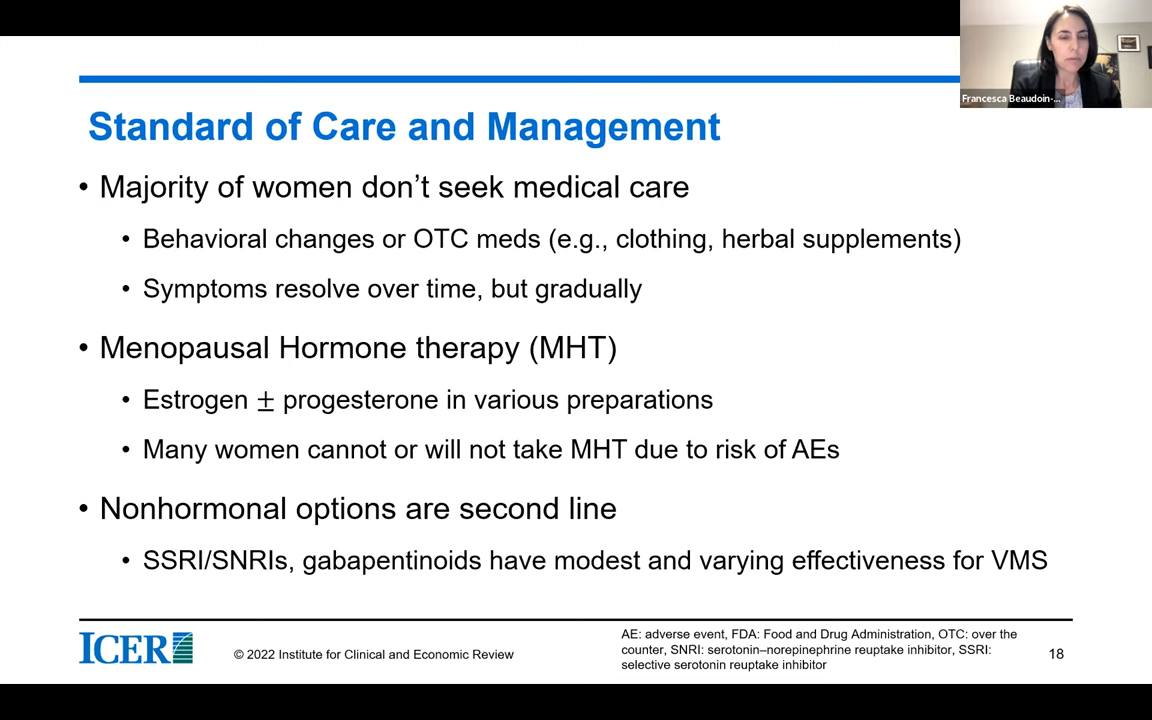 Francesca Beaudoin-...
Standard of Care and Management
• Majority of women don’t seek medical care
• Behavioral changes or OTC meds (e.g., clothing, herbal supplements)
• Symptoms resolve over time, but gradually
• Menopausal Hormone therapy (MHT)
• Estrogen ± progesterone in various preparations
• Many women cannot or will not take MHT due to risk of AEs
• Nonhormonal options are second line
• SSRI/SNRIs, gabapentinoids have modest and varying effectiveness for VMS
ICER
© 2022 Institute for Clinical and Economic Review
AE: adverse event, FDA: Food and Drug Administration, OTC: over the
counter, SNRI: serotonin–norepinephrine reuptake inhibitor, SSRI:
selective serotonin reuptake inhibitor
18